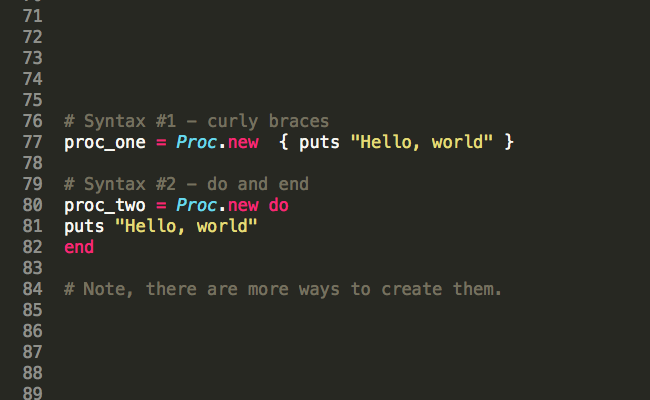 71
72
73
74
75
76 # Syntax #1 – curly braces
77 proc_one = Proc.new  { puts "Hello, world" }
78
79 # Syntax #2 – do and end
80 proc_two = Proc.new do
81 puts "Hello, world"
82 end
83
84 # Note, there are more ways to create them.
85
86
87
88
89